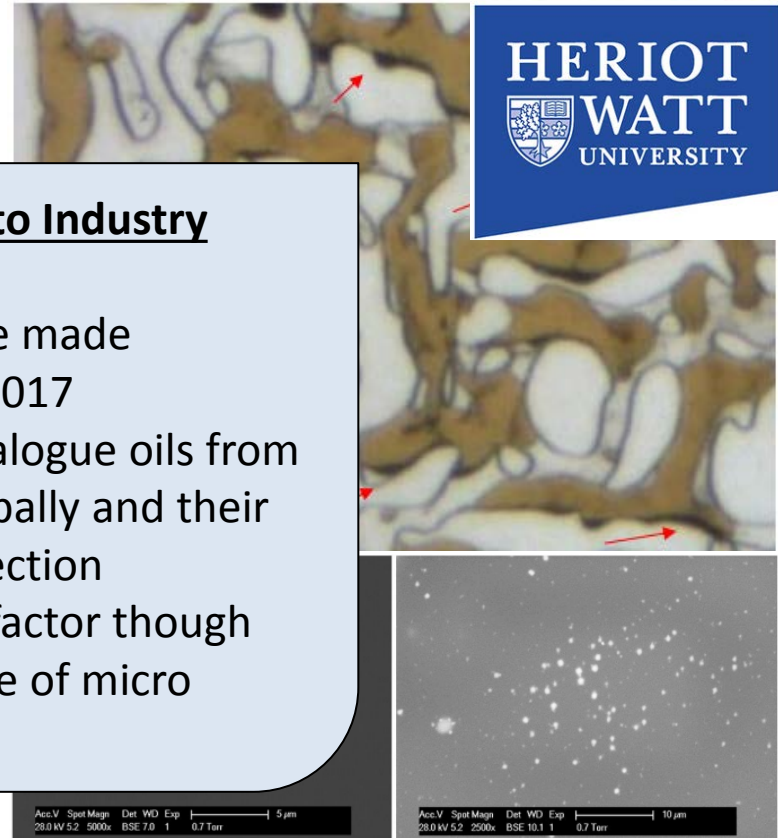 HERIOT
WATT
UNIVERSITY
to Industry
made
017
alogue oils from
bally and their
ection
factor though
e of micro
Acc.V Spot Magn Det WD Exp 5 µm
28.0 kV 5.2 5000x BSE 7.0 1 0.7 Torr
Acc.V Spot Magn Det WD Exp 10 µm
28.0 kV 5.2 2500x BSE 10.1 1 0.7 Torr